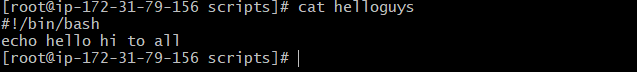 [root@ip-172-31-79-156 scripts]# cat helloguys
#!/bin/bash
echo hello hi to all
[root@ip-172-31-79-156 scripts]#